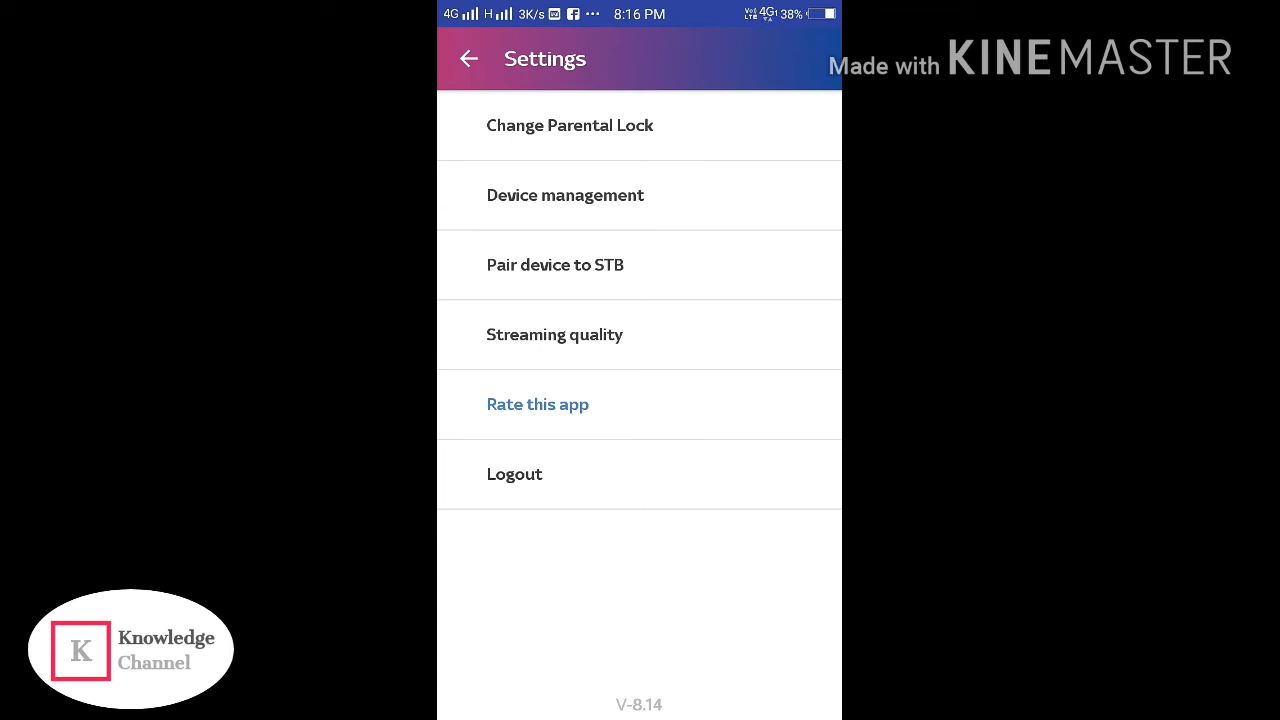 4G H 3K/s 8:16 PM 4G 38%
Settings
Made with KINEMASTER
Change Parental Lock
Device management
Pair device to STB
Streaming quality
Rate this app
Logout
K
Knowledge
Channel
V-8.14